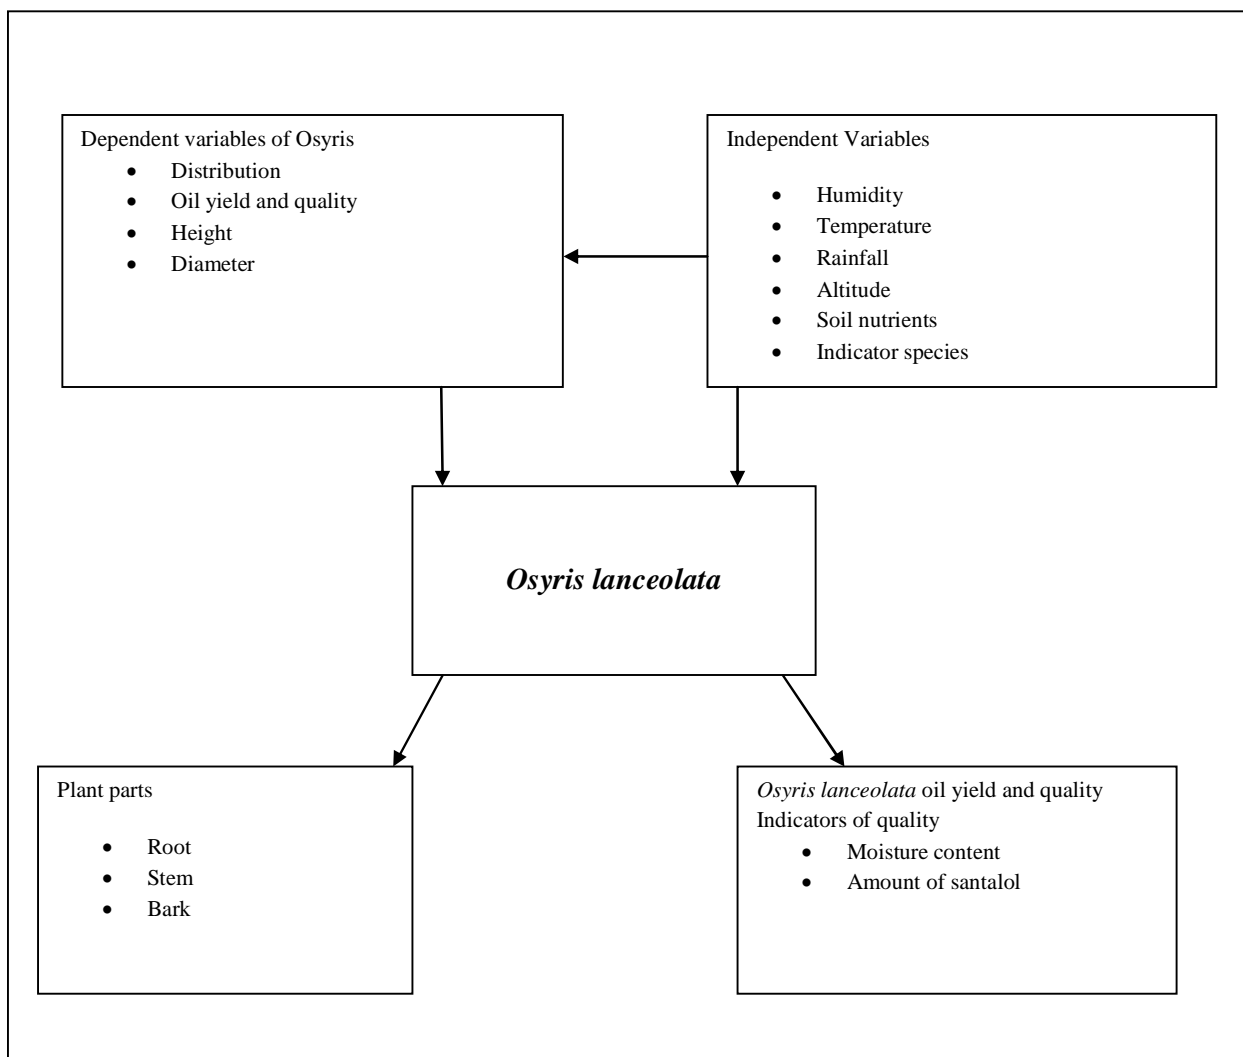 Dependent variables of Osyris
• Distribution
• Oil yield and quality
• Height
• Diameter
Independent Variables
• Humidity
• Temperature
• Rainfall
• Altitude
• Soil nutrients
• Indicator species
Osyris lanceolata
Plant parts
• Root
• Stem
• Bark
Osyris lanceolata oil yield and quality
Indicators of quality
• Moisture content
• Amount of santalol